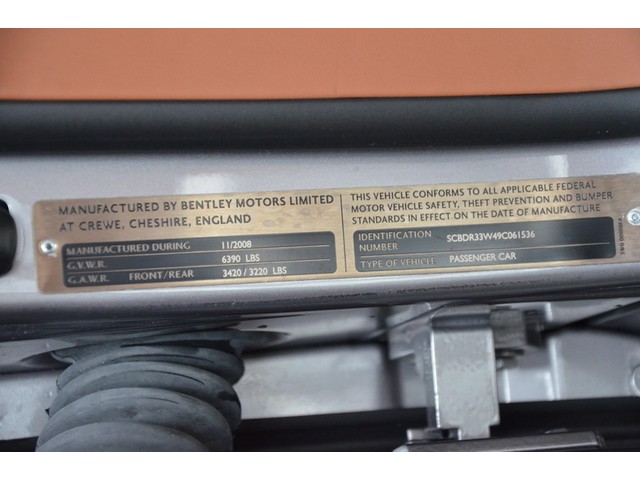 MANUFACTURED BY BENTLEY MOTORS LIMITED
AT CREWE, CHESHIRE, ENGLAND
MANUFACTURED DURING 11/2008
G.V.W.R. 6390 LBS
G.A.W.R. FRONT/REAR 3420 / 3220 LBS
THIS VEHICLE CONFORMS TO ALL APPLICABLE FEDERAL
MOTOR VEHICLE SAFETY, THEFT PREVENTION AND BUMPER
STANDARDS IN EFFECT ON THE DATE OF MANUFACTURE
IDENTIFICATION
NUMBER SCBDR33W49C061536
TYPE OF VEHICLE PASSENGER CAR